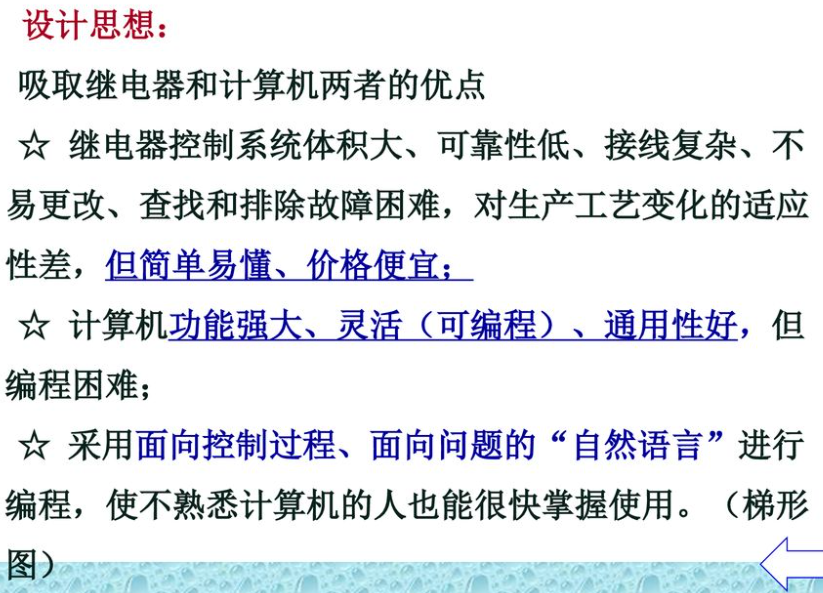 设计思想：
吸取继电器和计算机两者的优点
☆ 继电器控制系统体积大、可靠性低、接线复杂、不
易更改、查找和排除故障困难，对生产工艺变化的适应
性差，但简单易懂、价格便宜；
☆ 计算机功能强大、灵活（可编程）、通用性好，但
编程困难；
☆ 采用面向控制过程、面向问题的“自然语言”进行
编程，使不熟悉计算机的人也能很快掌握使用。（梯形
图）